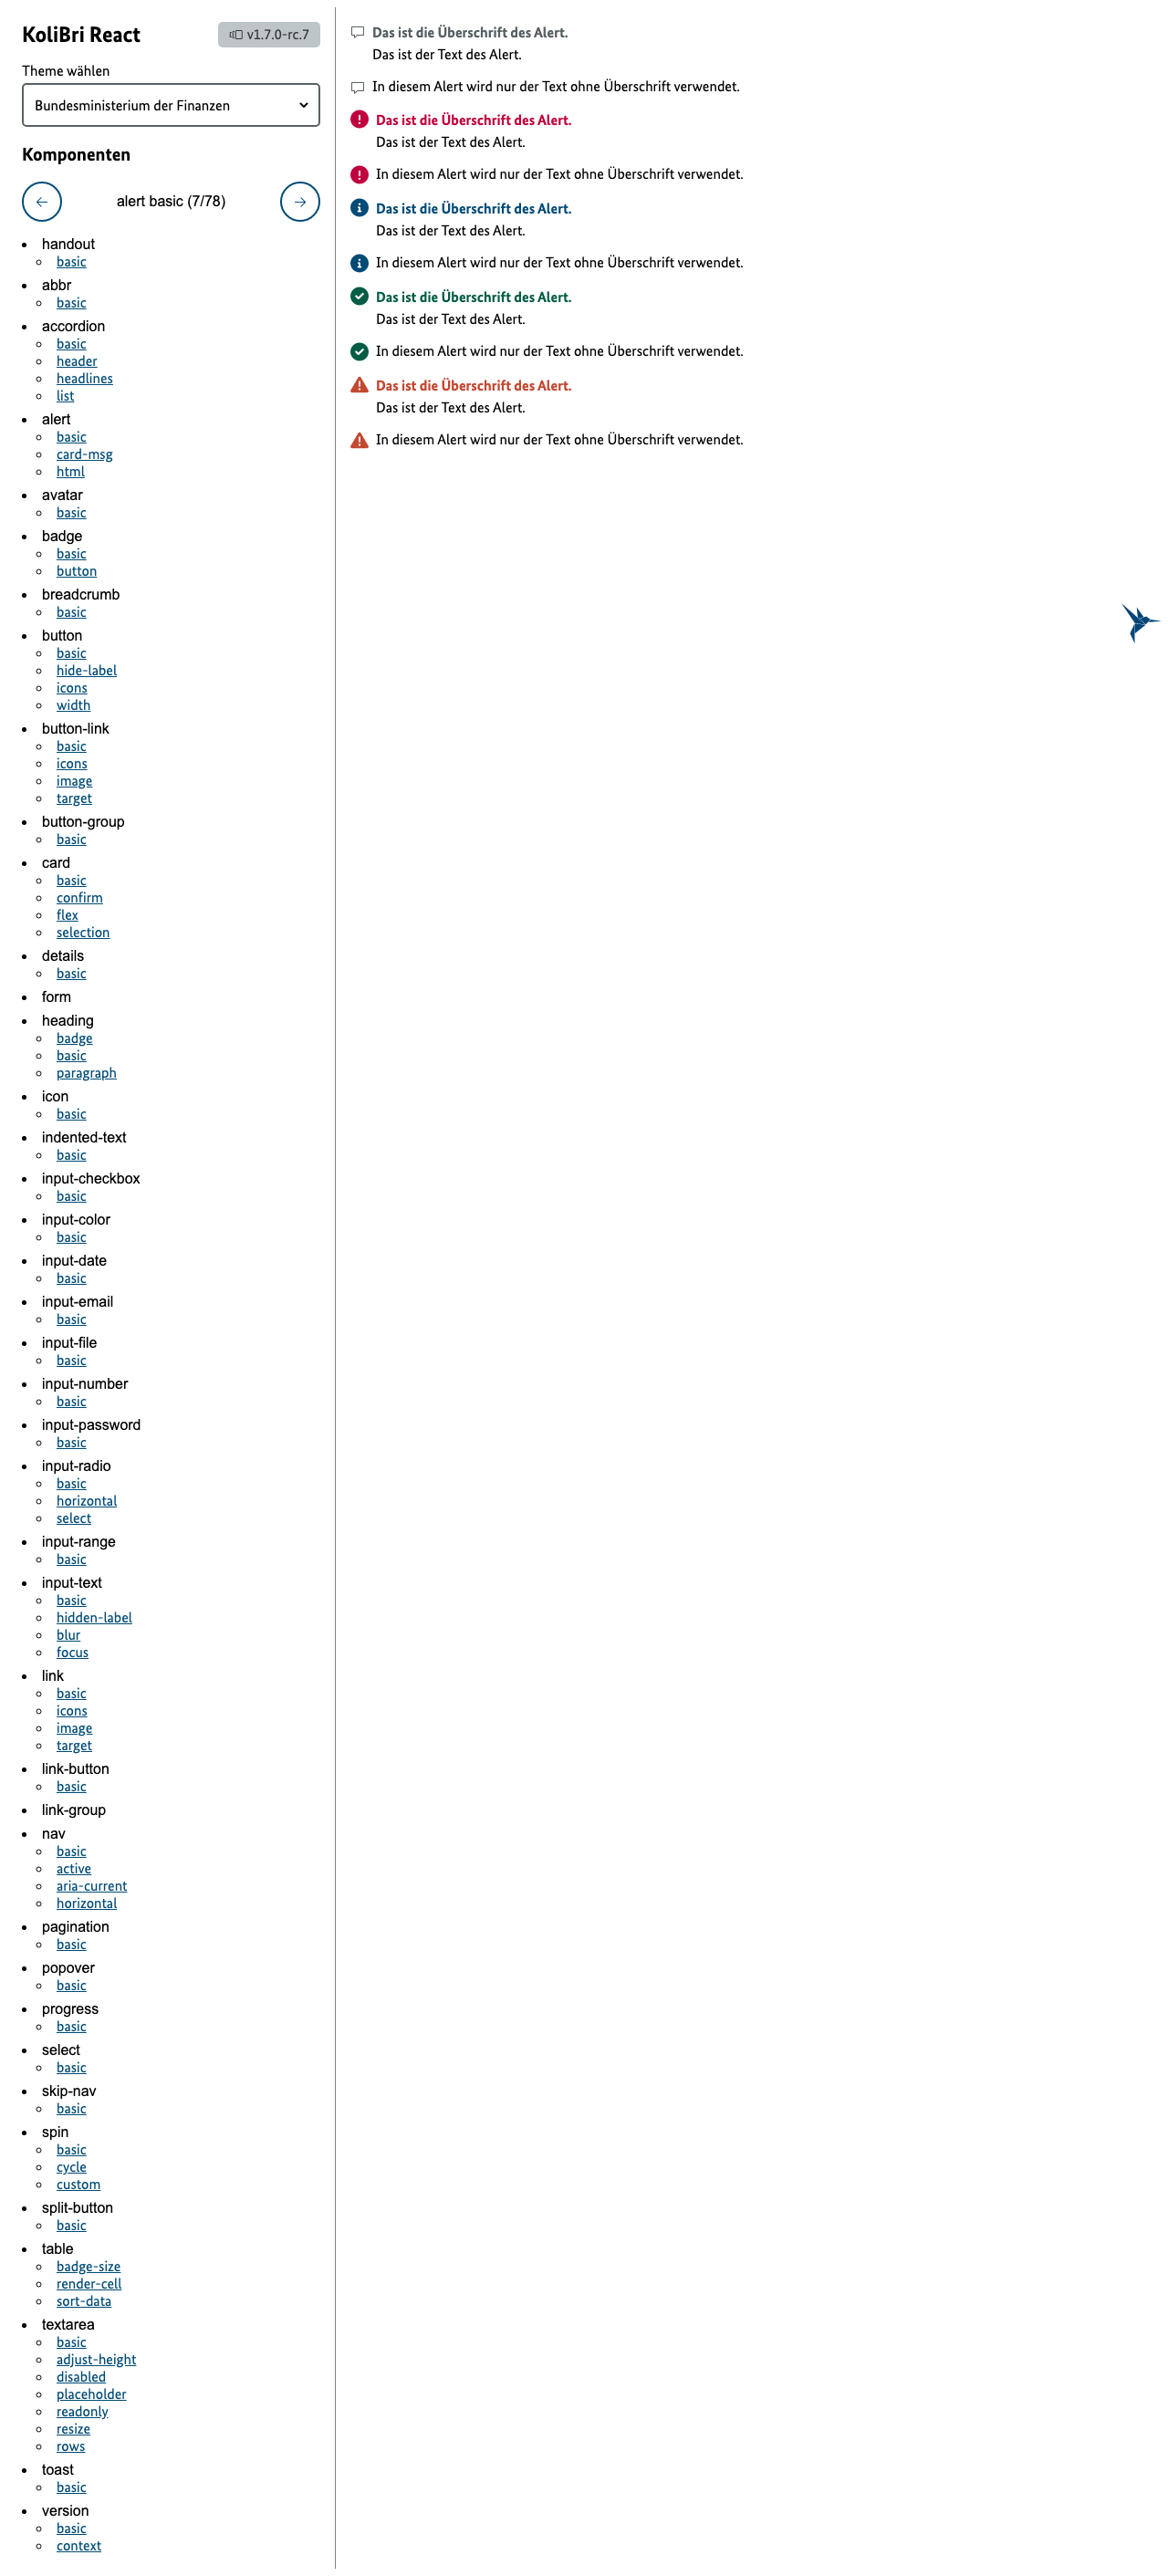 KoliBri React
v1.7.0-rc.7
Theme wählen
Bundesministerium der Finanzen
Komponenten
alert basic (7/78)
handout
basic
abbr
basic
accordion
basic
header
headlines
list
alert
basic
card-msg
html
avatar
basic
badge
basic
button
breadcrumb
basic
button
basic
hide-label
icons
width
button-link
basic
icons
image
target
button-group
basic
card
basic
confirm
flex
selection
details
basic
form
heading
badge
basic
paragraph
icon
basic
indented-text
basic
input-checkbox
basic
input-color
basic
input-date
basic
input-email
basic
input-file
basic
input-number
basic
input-password
basic
input-radio
basic
horizontal
select
input-range
basic
input-text
basic
hidden-label
blur
focus
link
basic
icons
image
target
link-button
basic
link-group
nav
basic
active
aria-current
horizontal
pagination
basic
popover
basic
progress
basic
select
basic
skip-nav
basic
spin
basic
cycle
custom
split-button
basic
table
badge-size
render-cell
sort-data
textarea
basic
adjust-height
disabled
placeholder
readonly
resize
rows
toast
basic
version
basic
context
Das ist die Überschrift des Alert.
Das ist der Text des Alert.
In diesem Alert wird nur der Text ohne Überschrift verwendet.
Das ist die Überschrift des Alert.
Das ist der Text des Alert.
In diesem Alert wird nur der Text ohne Überschrift verwendet.
Das ist die Überschrift des Alert.
Das ist der Text des Alert.
In diesem Alert wird nur der Text ohne Überschrift verwendet.
Das ist die Überschrift des Alert.
Das ist der Text des Alert.
In diesem Alert wird nur der Text ohne Überschrift verwendet.
Das ist die Überschrift des Alert.
Das ist der Text des Alert.
In diesem Alert wird nur der Text ohne Überschrift verwendet.